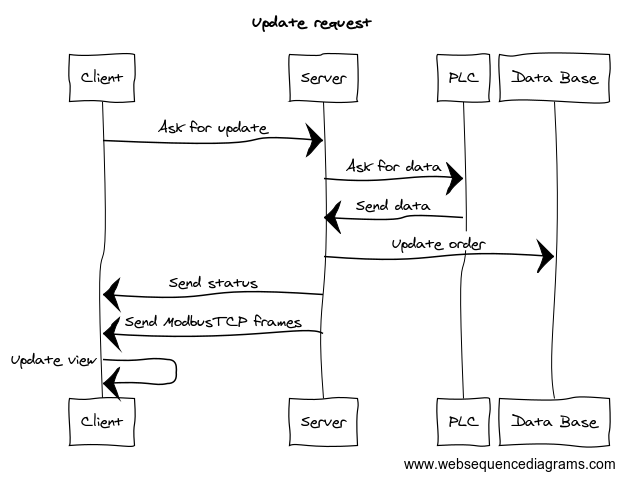 Update request
Client
Server
PLC
Data Base
Ask for update
Ask for data
Send data
Update order
Send status
Send ModbusTCP frames
Update view
Client
Server
PLC
Data Base
www.websequencediagrams.com